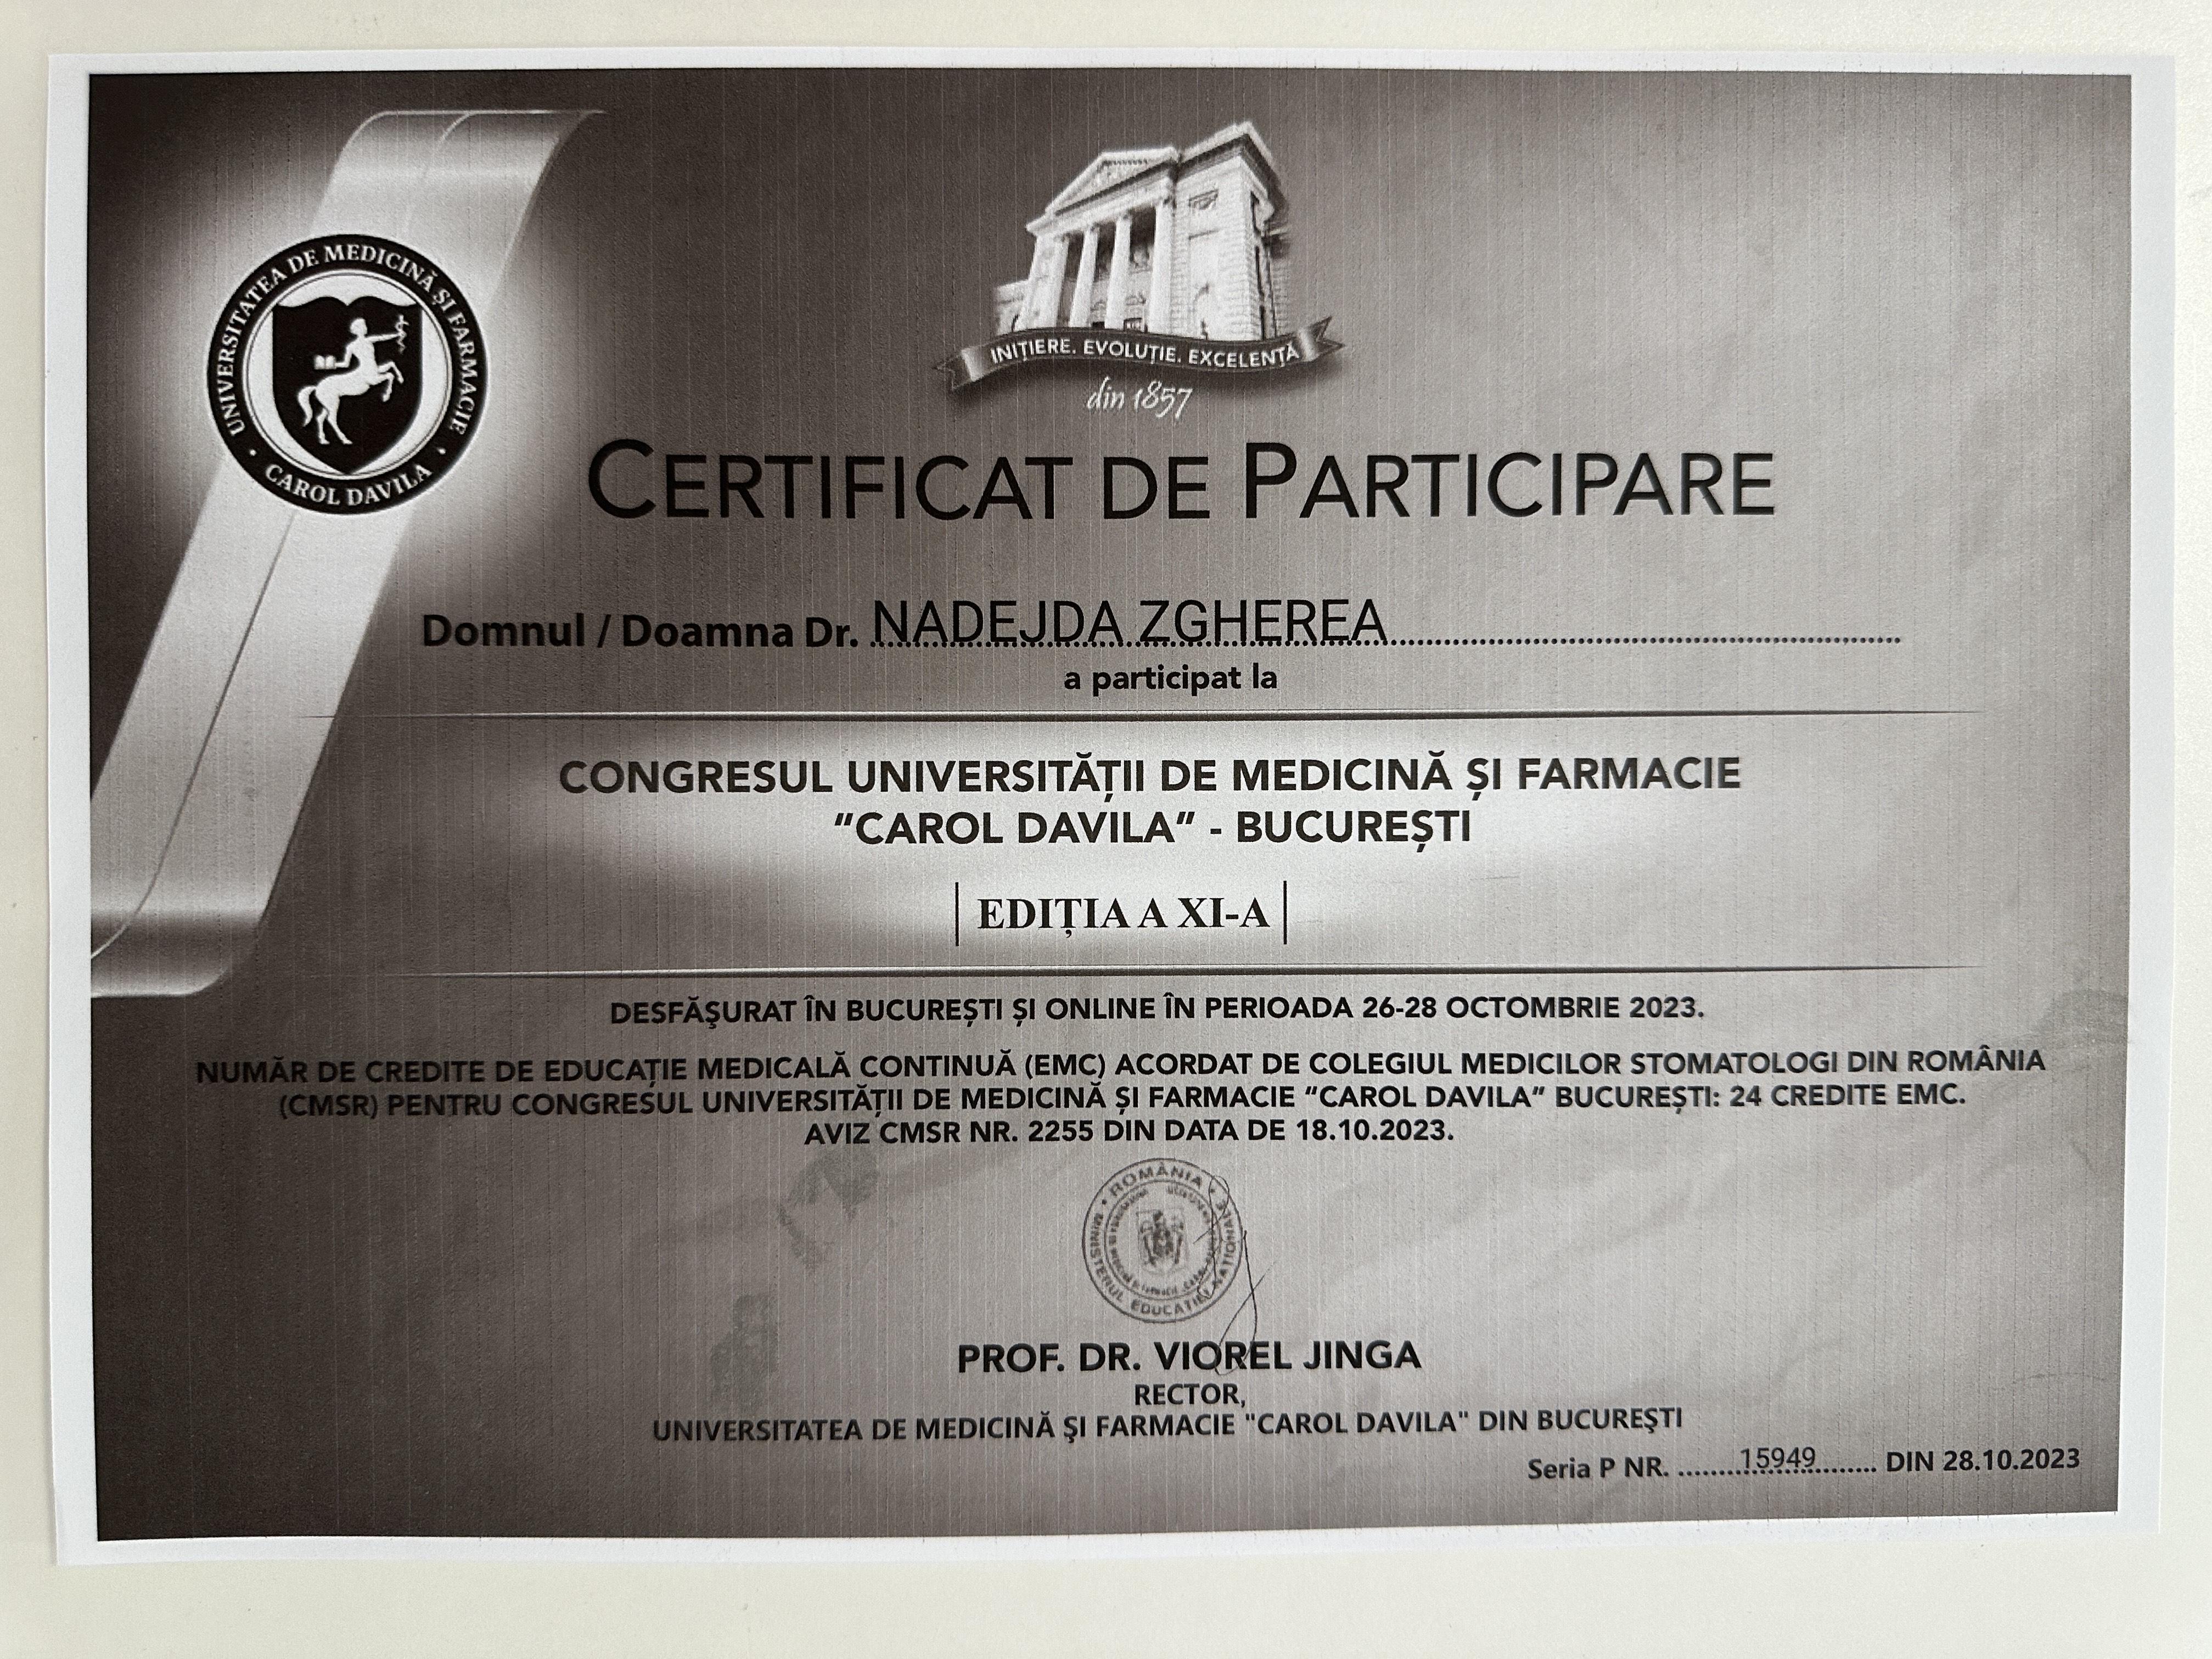 UNIVERSITATEA DE MEDICINĂ ȘI FARMACIE
• CAROL DAVILA •
INIȚIERE. EVOLUȚIE. EXCELENȚĂ
din 1857
CERTIFICAT DE PARTICIPARE
Domnul / Doamna Dr. NADEJDA ZGHEREA
a participat la
CONGRESUL UNIVERSITĂȚII DE MEDICINĂ ȘI FARMACIE
“CAROL DAVILA” - BUCUREȘTI
EDIȚIA A XI-A
DESFĂȘURAT ÎN BUCUREȘTI ȘI ONLINE ÎN PERIOADA 26-28 OCTOMBRIE 2023.
NUMĂR DE CREDITE DE EDUCAȚIE MEDICALĂ CONTINUĂ (EMC) ACORDAT DE COLEGIUL MEDICILOR STOMATOLOGI DIN ROMÂNIA
(CMSR) PENTRU CONGRESUL UNIVERSITĂȚII DE MEDICINĂ ȘI FARMACIE “CAROL DAVILA” BUCUREȘTI: 24 CREDITE EMC.
AVIZ CMSR NR. 2255 DIN DATA DE 18.10.2023.
• ROMÂNIA •
MINISTERUL EDUCAȚIEI NAȚIONALE
PROF. DR. VIOREL JINGA
RECTOR,
UNIVERSITATEA DE MEDICINĂ ŞI FARMACIE "CAROL DAVILA" DIN BUCUREŞTI
Seria P NR. ........15949........ DIN 28.10.2023